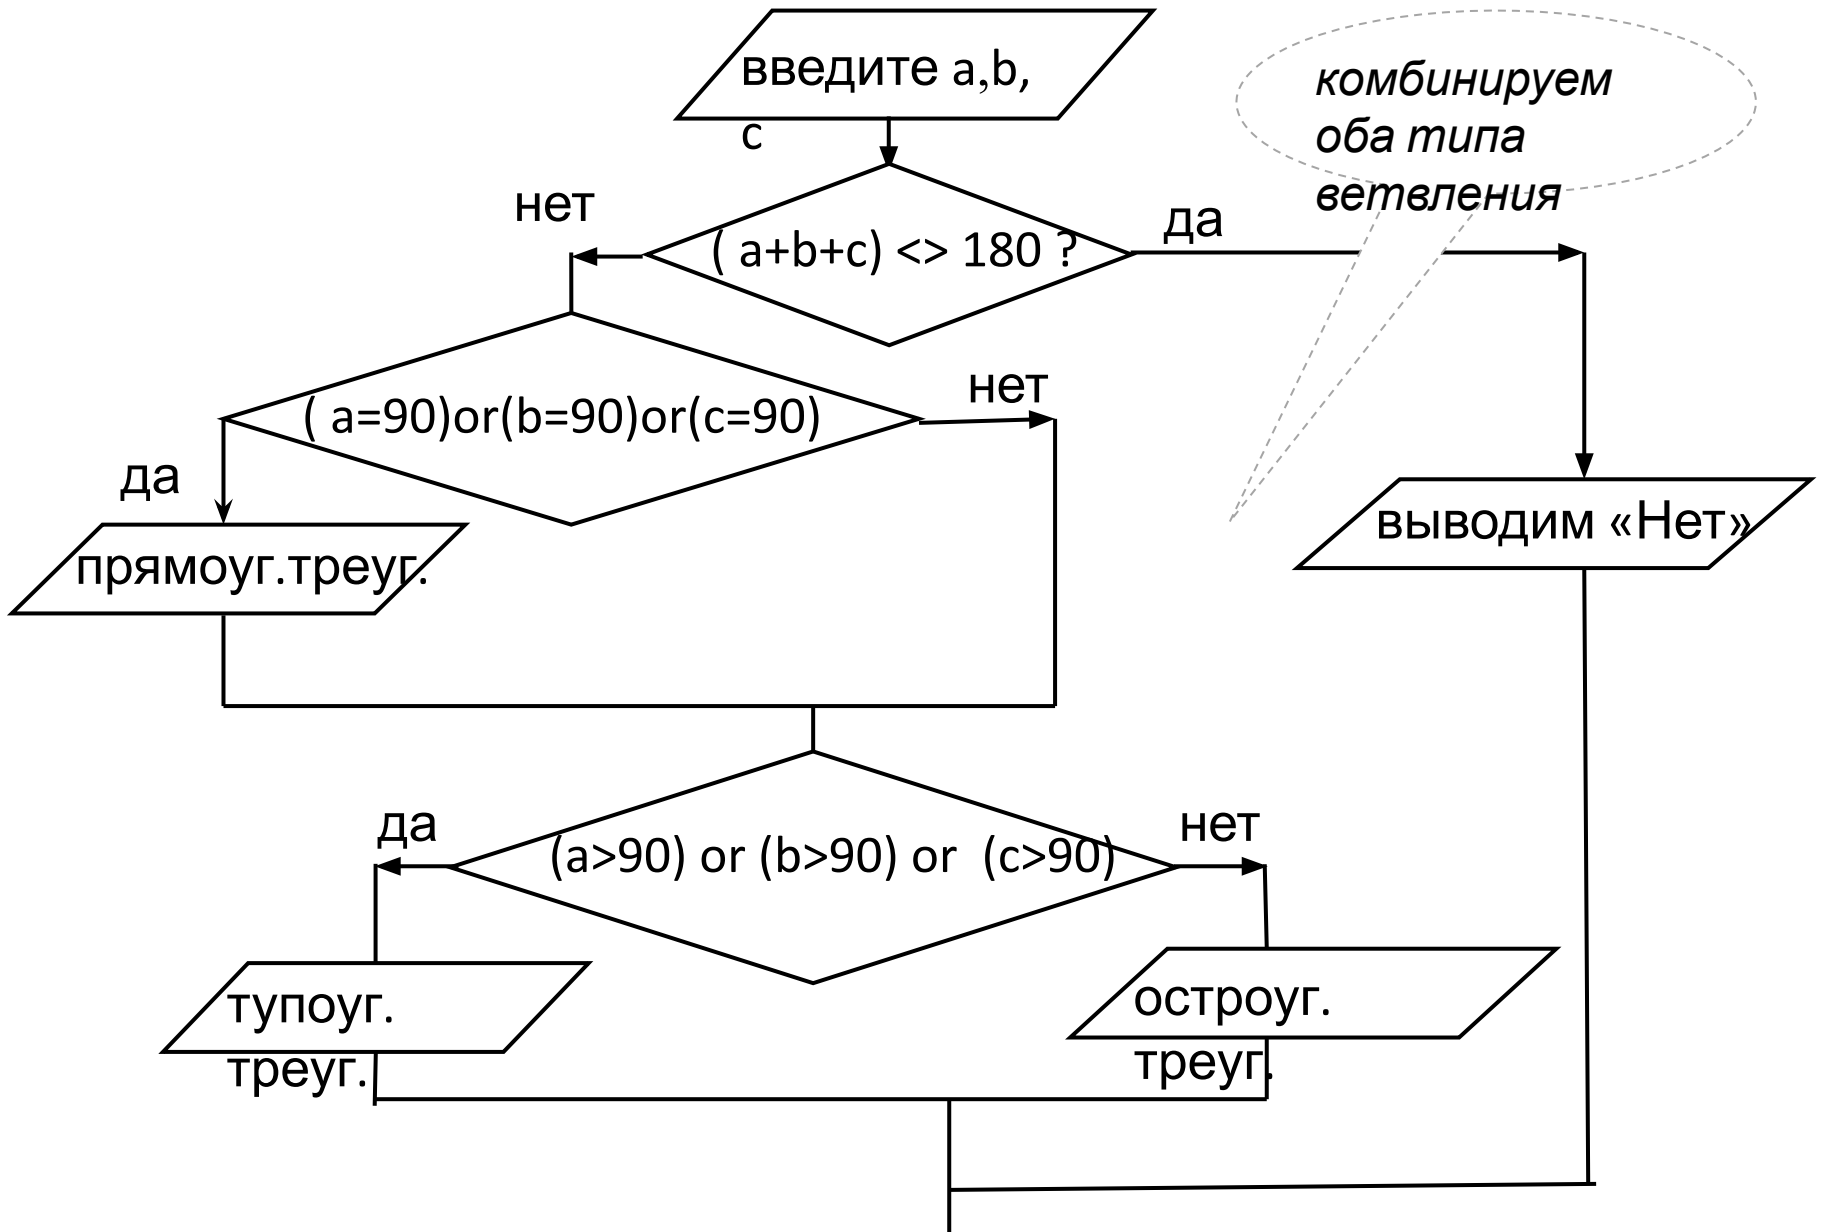 введите a,b,
c
комбинируем
оба типа
ветвления
нет
да
( a+b+c) <> 180 ?
нет
( a=90)or(b=90)or(c=90)
да
выводим «Нет»
прямоуг.треуг.
да
нет
(a>90) or (b>90) or  (c>90)
тупоуг.
треуг.
остроуг.
треуг.